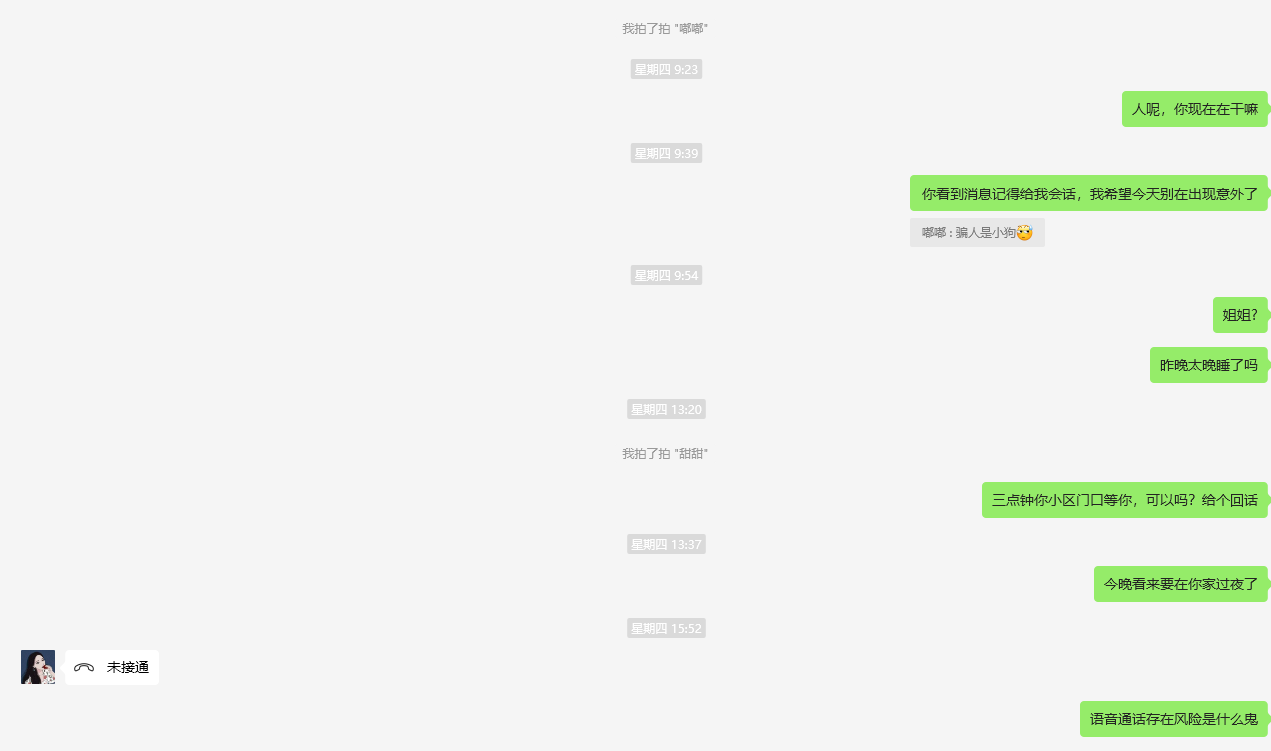 我拍了拍 "嘟嘟"
星期四 9:23
人呢，你现在在干嘛
星期四 9:39
你看到消息记得给我会话，我希望今天别在出现意外了
嘟嘟 : 骗人是小狗
星期四 9:54
姐姐?
昨晚太晚睡了吗
星期四 13:20
我拍了拍 "甜甜"
三点钟你小区门口等你，可以吗？给个回话
星期四 13:37
今晚看来要在你家过夜了
星期四 15:52
未接通
语音通话存在风险是什么鬼